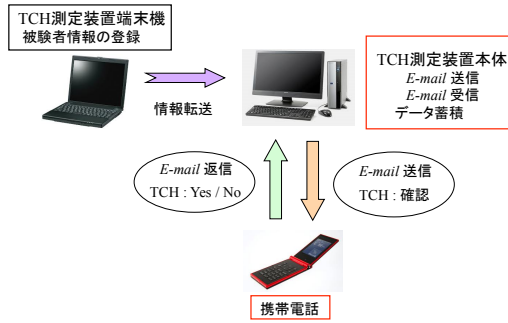 TCH測定装置端末機
被験者情報の登録
情報転送
TCH測定装置本体
E-mail 送信
E-mail 受信
データ蓄積
E-mail 返信
TCH : Yes / No
E-mail 送信
TCH : 確認
携帯電話